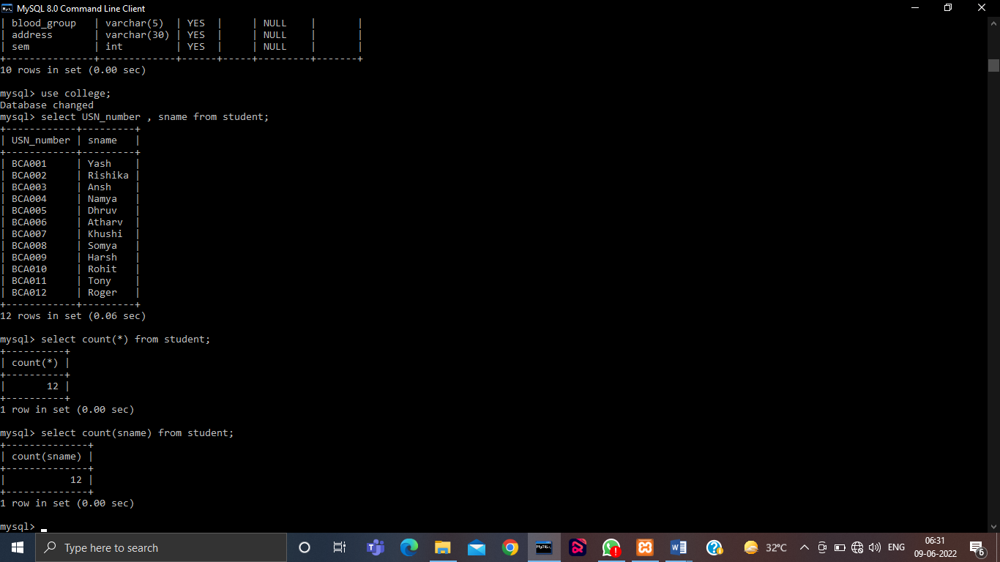 MySQL 8.0 Command Line Client
| blood_group   | varchar(5)  | YES  |     | NULL    |       |
| address       | varchar(30) | YES  |     | NULL    |       |
| sem           | int         | YES  |     | NULL    |       |
+---------------+-------------+------+-----+---------+-------+
10 rows in set (0.00 sec)

mysql> use college;
Database changed
mysql> select USN_number , sname from student;
+------------+---------+
| USN_number | sname   |
+------------+---------+
| BCA001     | Yash    |
| BCA002     | Rishika |
| BCA003     | Ansh    |
| BCA004     | Namya   |
| BCA005     | Dhruv   |
| BCA006     | Atharv  |
| BCA007     | Khushi  |
| BCA008     | Somya   |
| BCA009     | Harsh   |
| BCA010     | Rohit   |
| BCA011     | Tony    |
| BCA012     | Roger   |
+------------+---------+
12 rows in set (0.06 sec)

mysql> select count(*) from student;
+----------+
| count(*) |
+----------+
|       12 |
+----------+
1 row in set (0.00 sec)

mysql> select count(sname) from student;
+--------------+
| count(sname) |
+--------------+
|           12 |
+--------------+
1 row in set (0.00 sec)

mysql> _
Type here to search
32°C
ENG
06:31
09-06-2022
6